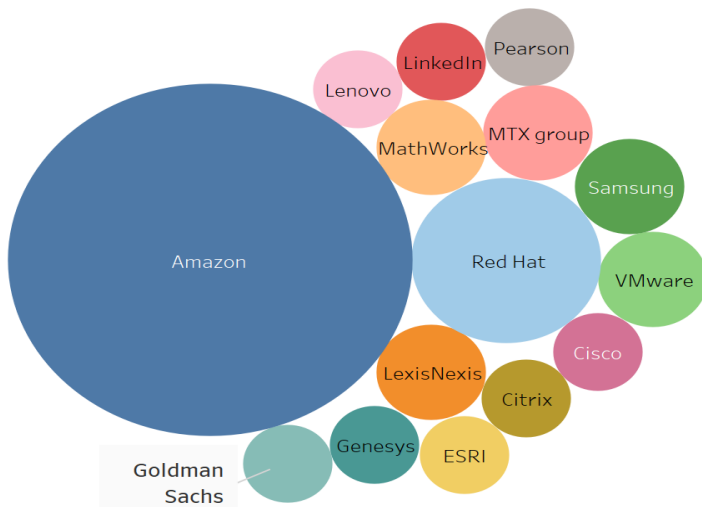 Pearson
LinkedIn
Lenovo
MTX group
MathWorks
Samsung
Amazon
Red Hat
VMware
Cisco
LexisNexis
Citrix
Genesys
ESRI
Goldman
Sachs